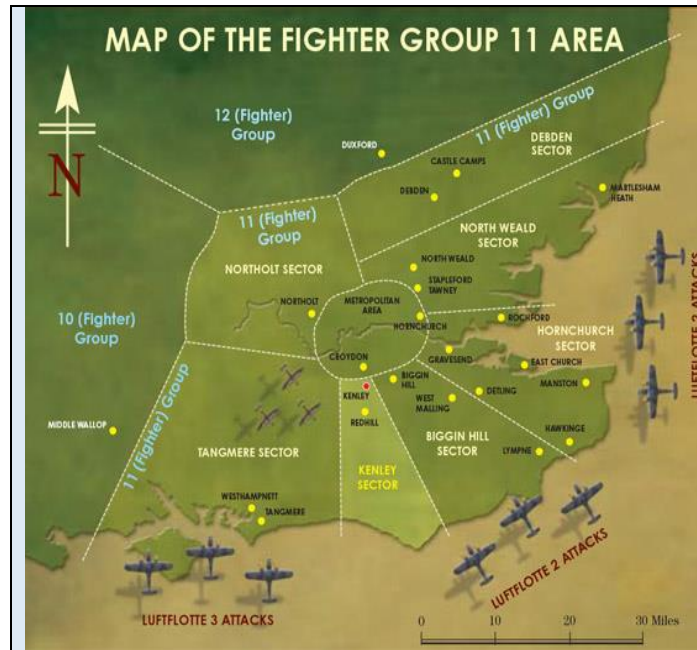 MAP OF THE FIGHTER GROUP 11 AREA
12 (Fighter)
Group
11 (Fighter) Group
DEBDEN
SECTOR
DUXFORD
CASTLE CAMPS
DEBDEN
MARTLESHAM
HEATH
N
11 (Fighter)
Group
NORTH WEALD
SECTOR
NORTHOLT SECTOR
NORTH WEALD
STAPLEFORD
TAWNEY
METROPOLITAN
AREA
NORTHOLT
HORNCHURCH
ROCHFORD
HORNCHURCH
SECTOR
LUFTFLOTTE 2 ATTACKS
10 (Fighter)
Group
CROYDON
GRAVESEND
EAST CHURCH
BIGGIN
HILL
MANSTON
KENLEY
WEST
MALLING
DETLING
REDHILL
MIDDLE WALLOP
11 (Fighter) Group
TANGMERE SECTOR
BIGGIN HILL
SECTOR
HAWKINGE
LYMPNE
KENLEY
SECTOR
WESTHAMPNETT
TANGMERE
LUFTFLOTTE 2 ATTACKS
LUFTFLOTTE 3 ATTACKS
0 10 20 30 Miles